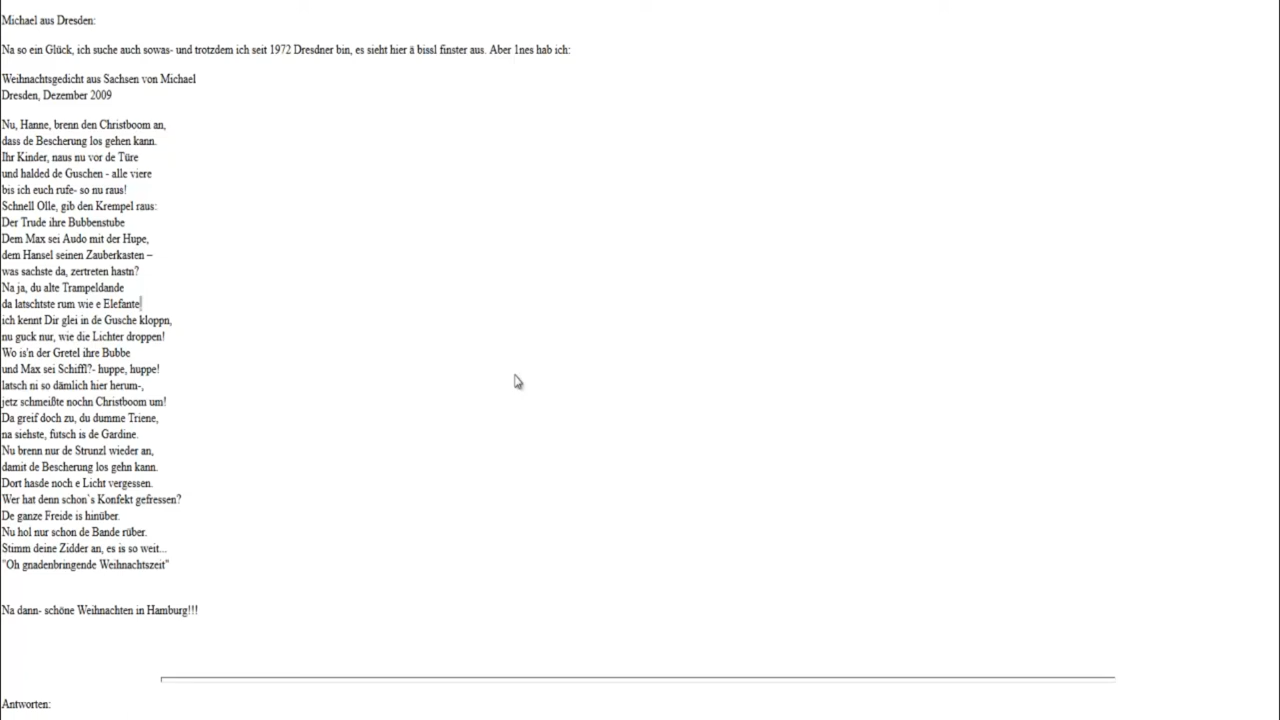 Michael aus Dresden:
Na so ein Glück, ich suche auch sowas- und trotzdem ich seit 1972 Dresdner bin, es sieht hier ä bissl finster aus. Aber 1nes hab ich:
Weihnachtsgedicht aus Sachsen von Michael
Dresden, Dezember 2009
Nu, Hanne, brenn den Christboom an,
dass de Bescherung los gehen kann.
Ihr Kinder, naus nu vor de Türe
und halded de Guschen - alle viere
bis ich euch rufe- so nu raus!
Schnell Olle, gib den Krempel raus:
Der Trude ihre Bubbenstube
Dem Max sei Audo mit der Hupe,
dem Hansel seinen Zauberkasten –
was sachste da, zertreten hastn?
Na ja, du alte Trampeldande
da latschtste rum wie e Elefante
ich kennt Dir glei in de Gusche kloppn,
nu guck nur, wie die Lichter droppen!
Wo is'n der Gretel ihre Bubbe
und Max sei Schiffl?- huppe, huppe!
latsch ni so dämlich hier herum-,
jetz schmeißte nochn Christboom um!
Da greif doch zu, du dumme Triene,
na siehste, futsch is de Gardine.
Nu brenn nur de Strunzl wieder an,
damit de Bescherung los gehn kann.
Dort hasde noch e Licht vergessen.
Wer hat denn schon`s Konfekt gefressen?
De ganze Freide is hinüber.
Nu hol nur schon de Bande rüber.
Stimm deine Zidder an, es is so weit...
"Oh gnadenbringende Weihnachtszeit"
Na dann- schöne Weihnachten in Hamburg!!!
Antworten: